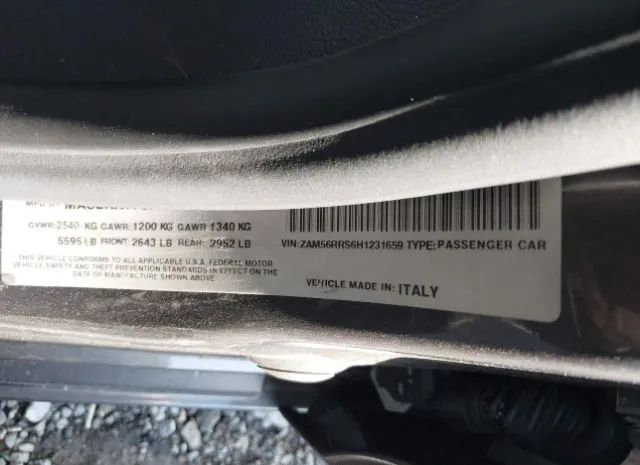 MFD BY
GVWR:2540 KG GAWR: 1200 KG GAWR 1340 KG
5595 LB FRONT: 2643 LB REAR: 2952 LB
THIS VEHICLE CONFORMS TO ALL APPLICABLE U.S.A. FEDERAL MOTOR
VEHICLE, SAFETY AND THEFT PREVENTION STANDARDS IN EFFECT ON THE
DATE OF MANUFACTURE SHOWN ABOVE.
VIN: ZAM56RRS6H1231659 TYPE: PASSENGER CAR
VEHICLE MADE IN: ITALY